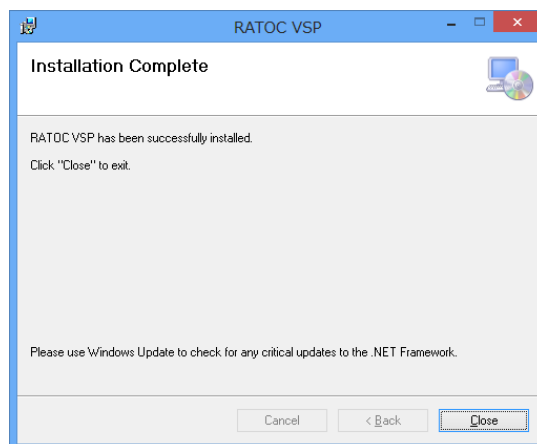 RATOC VSP
Installation Complete
RATOC VSP has been successfully installed.
Click "Close" to exit.
Please use Windows Update to check for any critical updates to the .NET Framework.
Cancel
< Back
Close